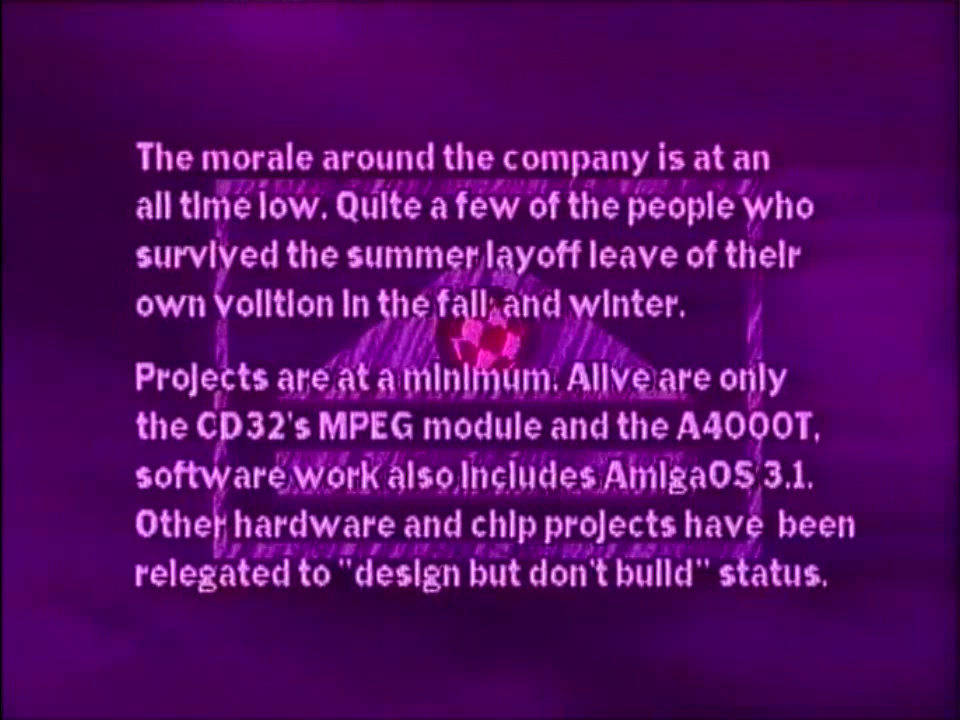 The morale around the company is at an
all time low. Quite a few of the people who
survived the summer layoff leave of their
own volition in the fall and winter.
Projects are at a minimum. Alive are only
the CD32's MPEG module and the A4000T,
software work also includes AmigaOS 3.1.
Other hardware and chip projects have been
relegated to "design but don't build" status.